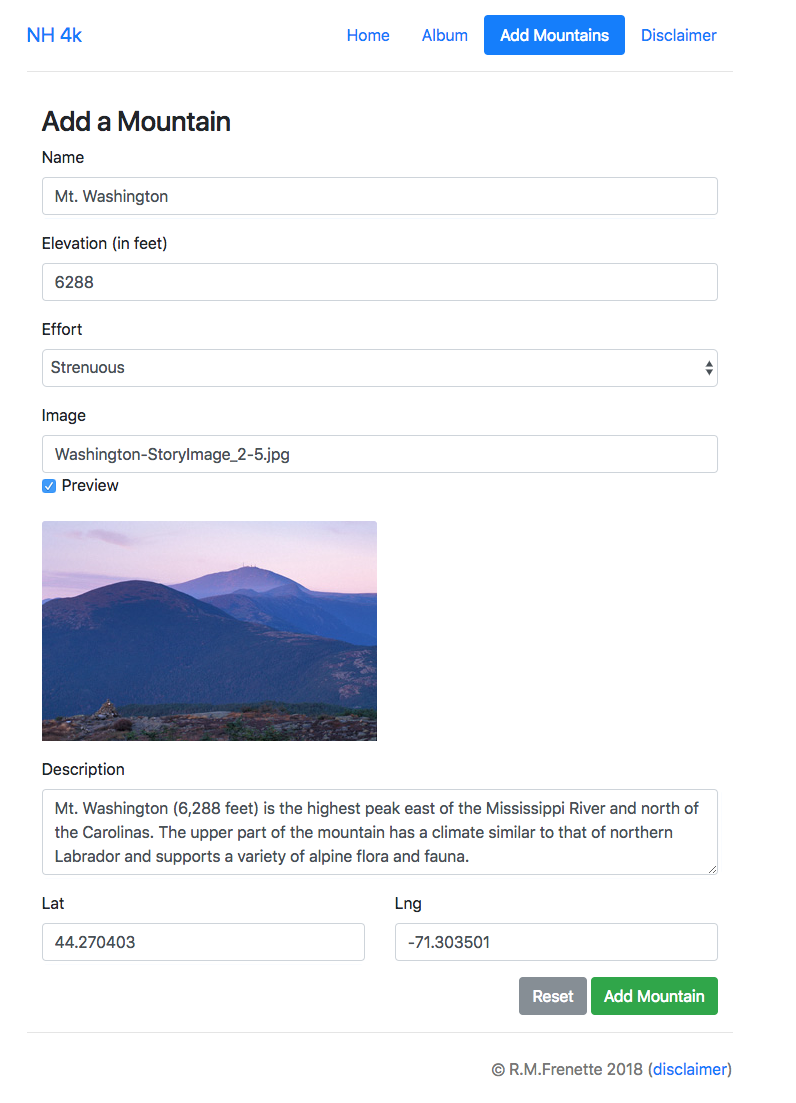 NH 4k
Home
Album
Add Mountains
Disclaimer
Add a Mountain
Name
Mt. Washington
Elevation (in feet)
6288
Effort
Strenuous
Image
Washington-StoryImage_2-5.jpg
Preview
Description
Mt. Washington (6,288 feet) is the highest peak east of the Mississippi River and north of
the Carolinas. The upper part of the mountain has a climate similar to that of northern
Labrador and supports a variety of alpine flora and fauna.
Lat
Lng
44.270403
-71.303501
Reset
Add Mountain
© R.M.Frenette 2018 (disclaimer)